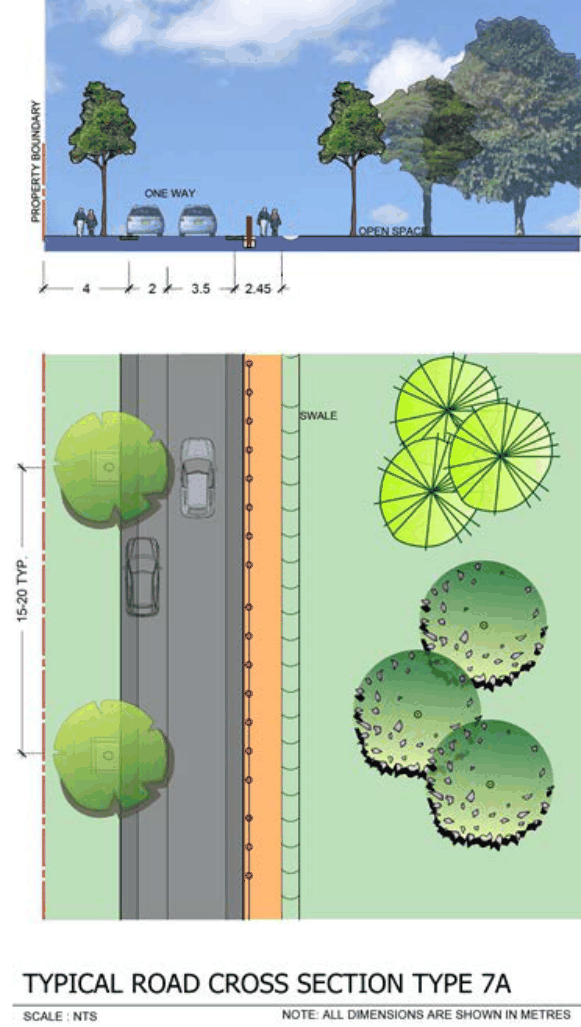 PROPERTY BOUNDARY
ONE WAY
OPEN SPACE
4 2 3.5 2.45
SWALE
15-20 TYP.
TYPICAL ROAD CROSS SECTION TYPE 7A
SCALE : NTS NOTE: ALL DIMENSIONS ARE SHOWN IN METRES